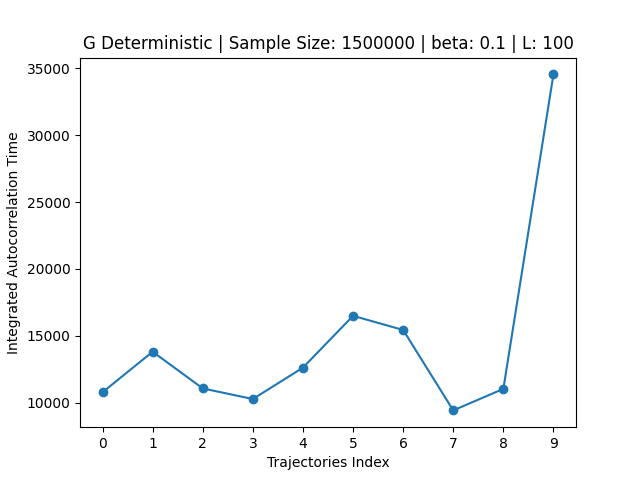 G Deterministic | Sample Size: 1500000 | beta: 0.1 | L: 100
35000
30000
25000
20000
15000
10000
Integrated Autocorrelation Time
0 1 2 3 4 5 6 7 8 9
Trajectories Index